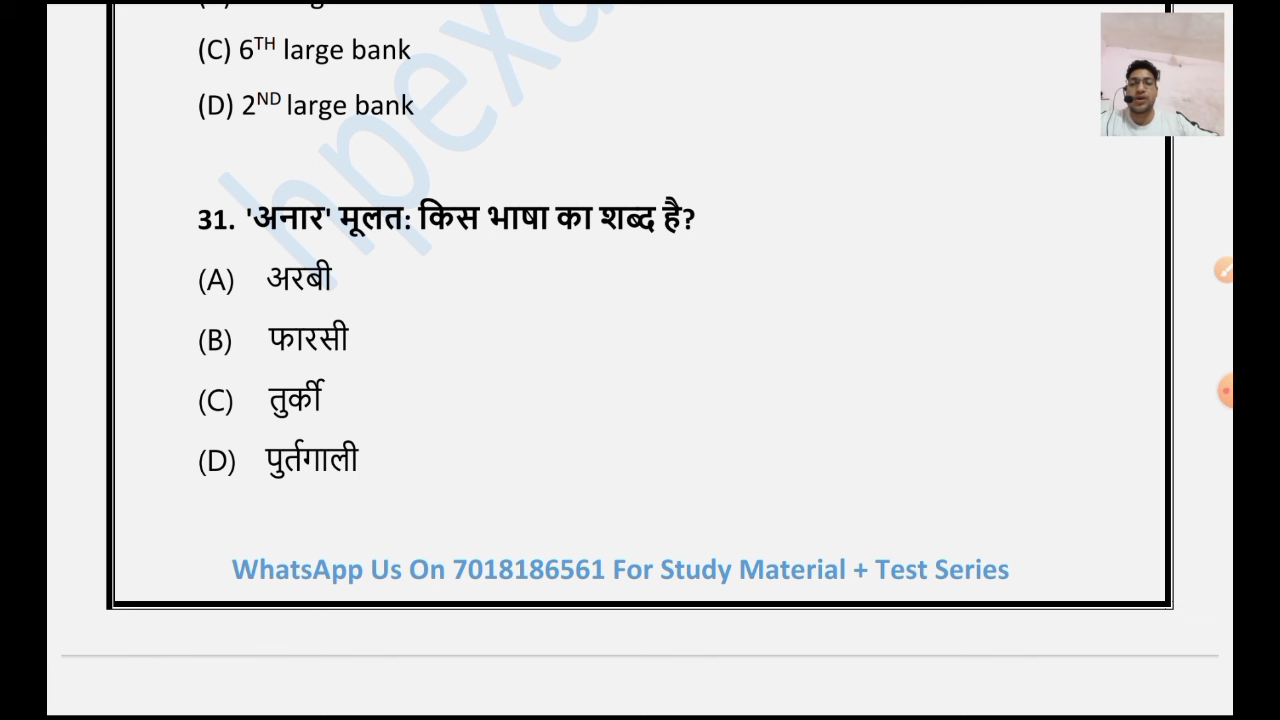 (C) 6TH large bank
(D) 2ND large bank
hpexa
31. 'अनार' मूलत: किस भाषा का शब्द है?
(A) अरबी
(B) फारसी
(C) तुर्की
(D) पुर्तगाली
WhatsApp Us On 7018186561 For Study Material + Test Series